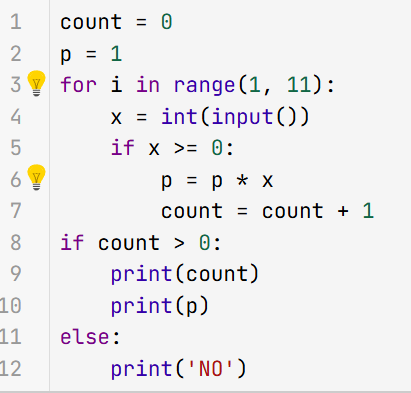 1 count = 0
2 p = 1
3 for i in range(1, 11):
4     x = int(input())
5     if x >= 0:
6         p = p * x
7         count = count + 1
8 if count > 0:
9     print(count)
10     print(p)
11 else:
12     print('NO')